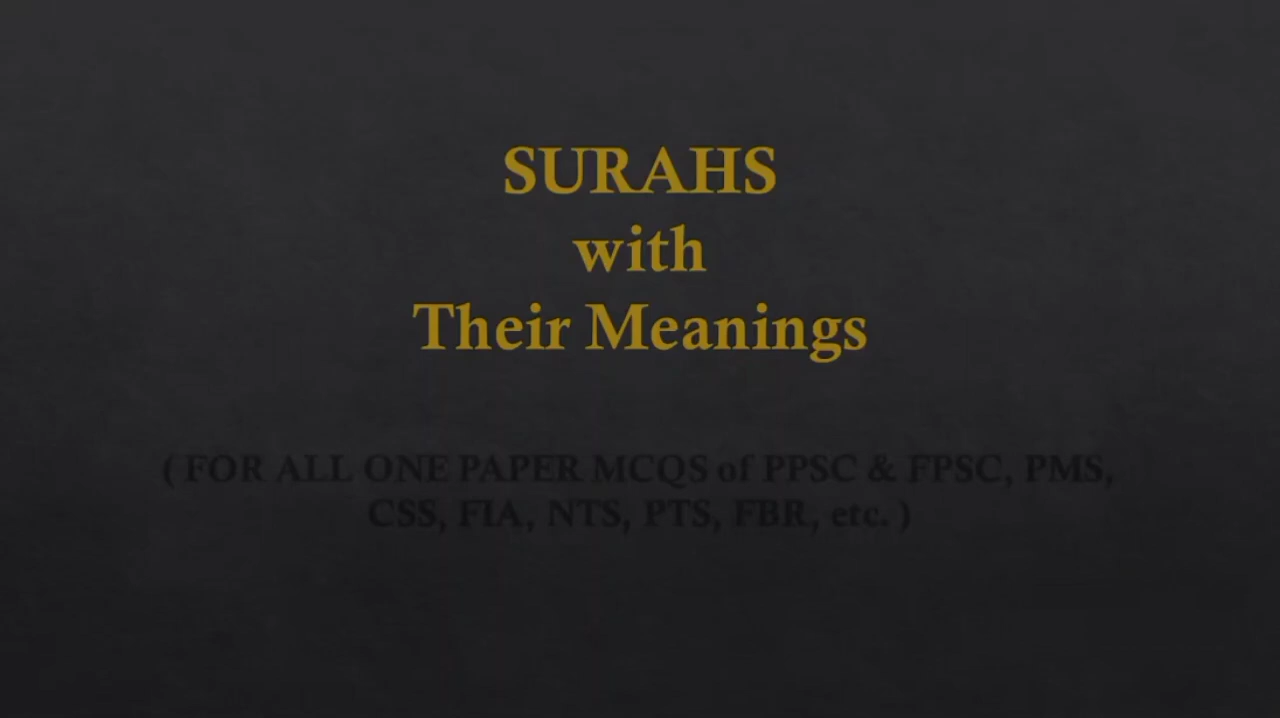 SURAHS
with
Their Meanings
( FOR ALL ONE PAPER MCQS of PPSC & FPSC, PMS,
CSS, FIA, NTS, PTS, FBR, etc. )